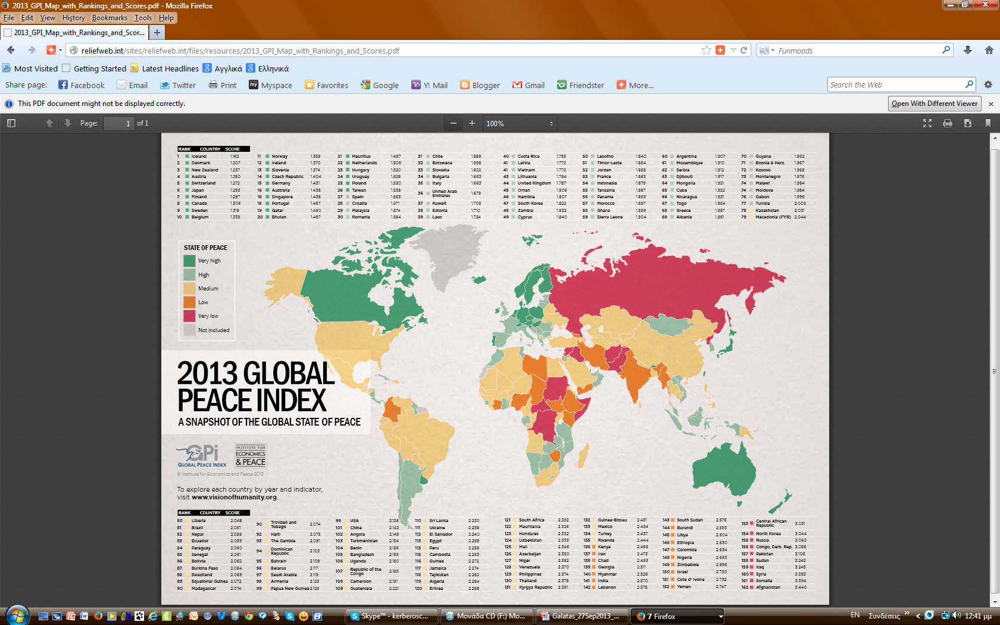 2013_GPI_Map_with_Rankings_and_Scores.pdf - Mozilla Firefox
File Edit View History Bookmarks Tools Help
2013_GPI_Map_with_Rankings_and_Scor...
reliefweb.int/sites/reliefweb.int/files/resources/2013_GPI_Map_with_Rankings_and_Scores.pdf
Funmoods
Most Visited Getting Started Latest Headlines Αγγλικά Ελληνικά
Share page: Facebook Email Twitter Print Myspace Favorites Google Y! Mail Blogger Gmail Friendster More...
Search the Web
This PDF document might not be displayed correctly.
Open With Different Viewer
Page: 1 of 1
100%
RANK COUNTRY SCORE
1 Iceland 1.162
2 Denmark 1.207
3 New Zealand 1.237
4 Austria 1.250
5 Switzerland 1.272
6 Japan 1.293
7 Finland 1.297
8 Canada 1.306
9 Sweden 1.319
10 Belgium 1.339
11 Norway 1.359
12 Ireland 1.370
13 Slovenia 1.374
14 Czech Republic 1.404
15 Germany 1.431
16 Australia 1.438
16 Singapore 1.438
18 Portugal 1.467
19 Qatar 1.480
20 Bhutan 1.487
21 Mauritius 1.497
22 Netherlands 1.508
23 Hungary 1.520
24 Uruguay 1.528
25 Poland 1.530
26 Taiwan 1.538
27 Spain 1.563
28 Croatia 1.571
29 Malaysia 1.574
30 Romania 1.584
31 Chile 1.589
32 Botswana 1.598
33 Slovakia 1.622
34 Bulgaria 1.663
35 Italy 1.663
36 United Arab
Emirates 1.679
37 Kuwait 1.705
38 Estonia 1.710
39 Laos 1.724
40 Costa Rica 1.755
41 Latvia 1.772
41 Vietnam 1.772
43 Lithuania 1.784
44 United Kingdom 1.787
45 Oman 1.806
46 Namibia 1.807
47 South Korea 1.822
48 Zambia 1.832
49 Cyprus 1.840
50 Lesotho 1.840
51 Timor-Leste 1.854
52 Jordan 1.858
53 France 1.863
54 Indonesia 1.879
55 Tanzania 1.887
56 Panama 1.893
57 Morocco 1.897
58 Ghana 1.899
59 Sierra Leone 1.904
60 Argentina 1.907
61 Mozambique 1.910
62 Serbia 1.912
63 Djibouti 1.917
64 Mongolia 1.921
65 Cuba 1.922
66 Nicaragua 1.931
67 Togo 1.954
68 Greece 1.957
69 Albania 1.961
70 Guyana 1.962
71 Bosnia & Herz. 1.967
72 Kosovo 1.969
73 Montenegro 1.976
74 Malawi 1.984
74 Moldova 1.984
76 Gabon 1.995
77 Tunisia 2.005
78 Kazakhstan 2.031
79 Macedonia (FYR) 2.044
STATE OF PEACE
Very high
High
Medium
Low
Very low
Not included
2013 GLOBAL
PEACE INDEX
A SNAPSHOT OF THE GLOBAL STATE OF PEACE
GPI
GLOBAL PEACE INDEX
INSTITUTE FOR
ECONOMICS
& PEACE
© Institute for Economics and Peace 2013
To explore each country by year and indicator,
visit www.visionofhumanity.org.
RANK COUNTRY SCORE
80 Liberia 2.048
81 Brazil 2.051
82 Nepal 2.058
83 Ecuador 2.059
84 Paraguay 2.060
85 Senegal 2.061
86 Bolivia 2.062
87 Burkina Faso 2.064
88 Swaziland 2.069
89 Equatorial Guinea 2.072
90 Madagascar 2.074
90 Trinidad and
Tobago 2.074
92 Haiti 2.075
93 The Gambia 2.091
94 Dominican
Republic 2.103
95 Bahrain 2.109
96 Belarus 2.117
97 Saudi Arabia 2.119
98 Armenia 2.123
99 Papua New Guinea 2.126
99 USA 2.126
101 China 2.142
102 Angola 2.148
103 Turkmenistan 2.154
104 Benin 2.156
105 Bangladesh 2.159
106 Uganda 2.180
107 Republic of the
Congo 2.183
108 Cameroon 2.191
109 Guatemala 2.221
110 Sri Lanka 2.230
111 Ukraine 2.238
112 El Salvador 2.240
113 Egypt 2.258
113 Peru 2.258
115 Cambodia 2.263
116 Guinea 2.272
117 Jamaica 2.274
118 Tajikistan 2.282
119 Algeria 2.284
120 Eritrea 2.288
121 South Africa 2.292
122 Mauritania 2.326
123 Honduras 2.332
124 Uzbekistan 2.333
125 Mali 2.346
126 Azerbaijan 2.350
127 Niger 2.362
128 Venezuela 2.370
129 Philippines 2.374
130 Thailand 2.378
131 Kyrgyz Republic 2.391
132 Guinea-Bissau 2.431
133 Mexico 2.434
134 Turkey 2.437
135 Rwanda 2.444
136 Kenya 2.466
137 Iran 2.473
138 Chad 2.493
139 Georgia 2.511
140 Myanmar 2.528
141 India 2.570
142 Lebanon 2.575
143 South Sudan 2.576
144 Burundi 2.593
145 Libya 2.604
146 Ethiopia 2.630
147 Colombia 2.634
148 Nigeria 2.693
149 Zimbabwe 2.696
150 Israel 2.730
151 Cote d' Ivoire 2.732
152 Yemen 2.747
153 Central African
Republic 3.031
154 North Korea 3.044
155 Russia 3.060
156 Congo, Dem. Rep. 3.085
157 Pakistan 3.106
158 Sudan 3.242
161 Iraq 3.245
160 Syria 3.393
161 Somalia 3.394
162 Afghanistan 3.440
Skype™ - kerberosc... Μονάδα CD (F:) Mo... Galatas_27Sep2013_... 7 Firefox
EN Συνδέσεις 12:41 μμ